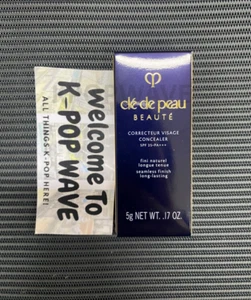 Welcome To
K-POP WAVE
ALL THINGS K-POP HERE!
clé de peau
BEAUTÉ
CORRECTEUR VISAGE
CONCEALER
SPF 25·PA+++
fini naturel
longue tenue
seamless finish
long-lasting
5g NET WT. .17 OZ.